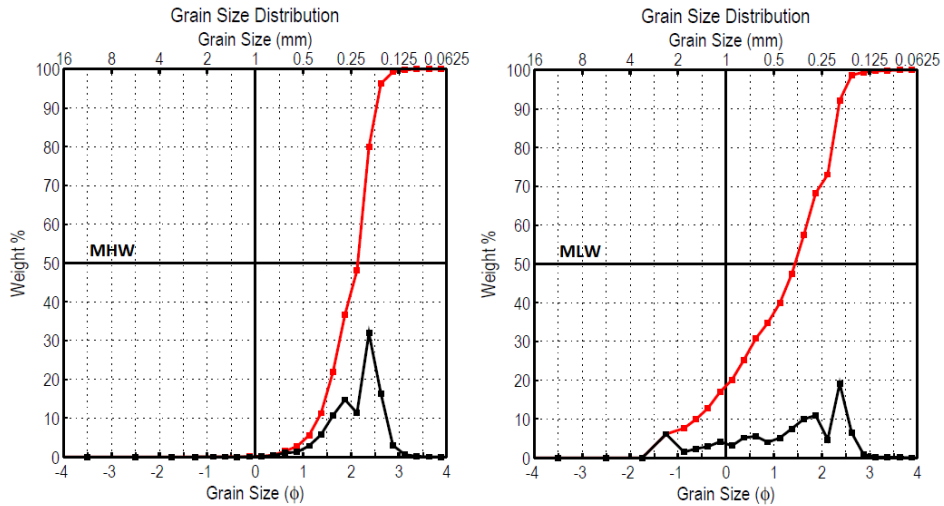 Grain Size Distribution
Grain Size (mm)
16 8 4 2 1 0.5 0.25 0.125 0.0625
100
90
80
70
60
50
40
30
20
10
0
Weight %
MHW
-4 -3 -2 -1 0 1 2 3 4
Grain Size (ϕ)
Grain Size Distribution
Grain Size (mm)
16 8 4 2 1 0.5 0.25 0.125 0.0625
100
90
80
70
60
50
40
30
20
10
0
Weight %
MLW
-4 -3 -2 -1 0 1 2 3 4
Grain Size (ϕ)